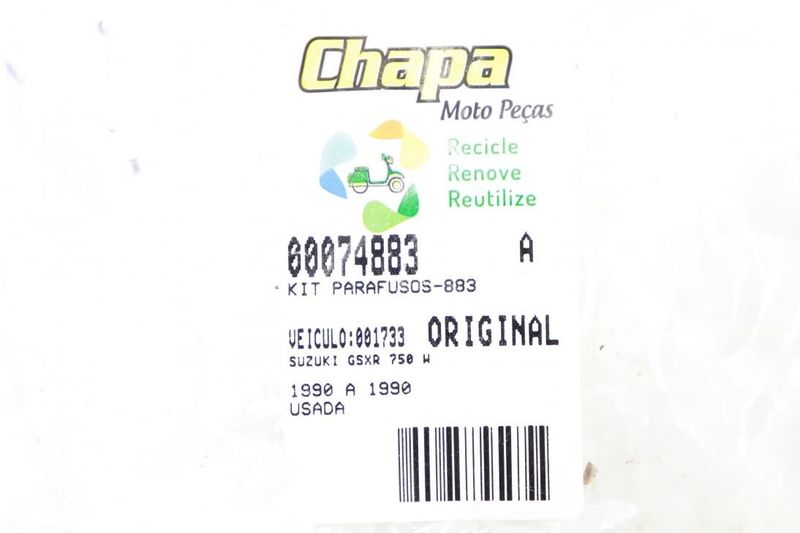 Chapa
Moto Peças
Recicle
Renove
Reutilize
00074883 A
KIT PARAFUSOS-883
VEICULO:001733 ORIGINAL
SUZUKI GSXR 750 W
1990 A 1990
USADA